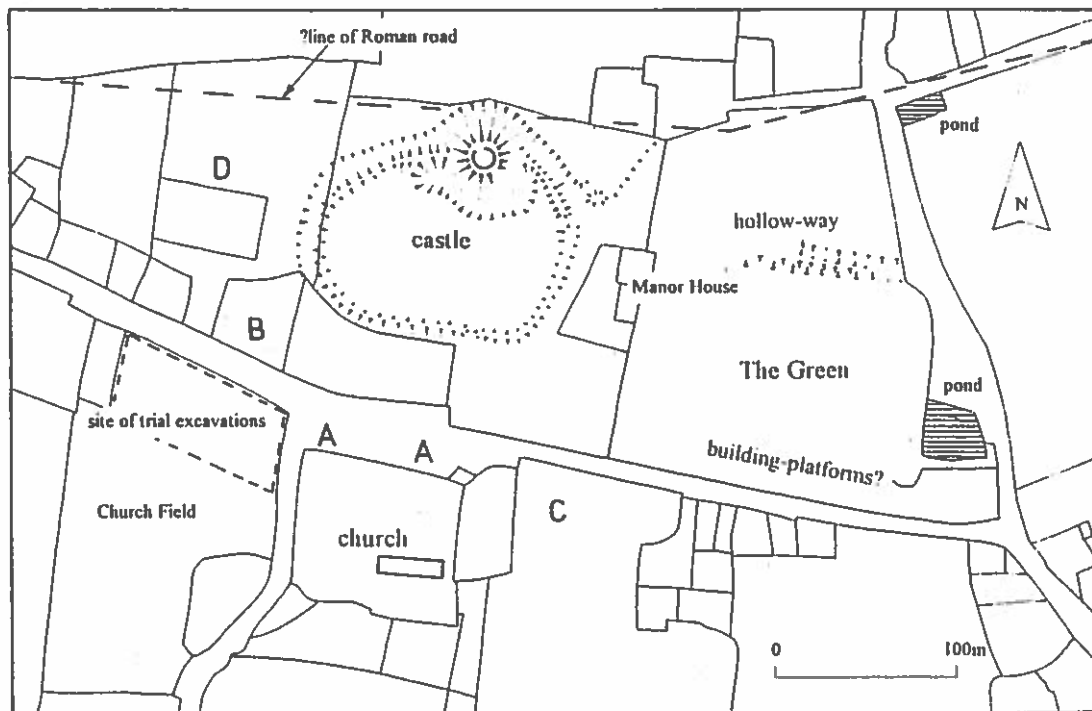 ?line of Roman road
pond
D
N
hollow-way
castle
Manor House
B
The Green
pond
site of trial excavations
A
A
building-platforms?
Church Field
C
church
0 100m